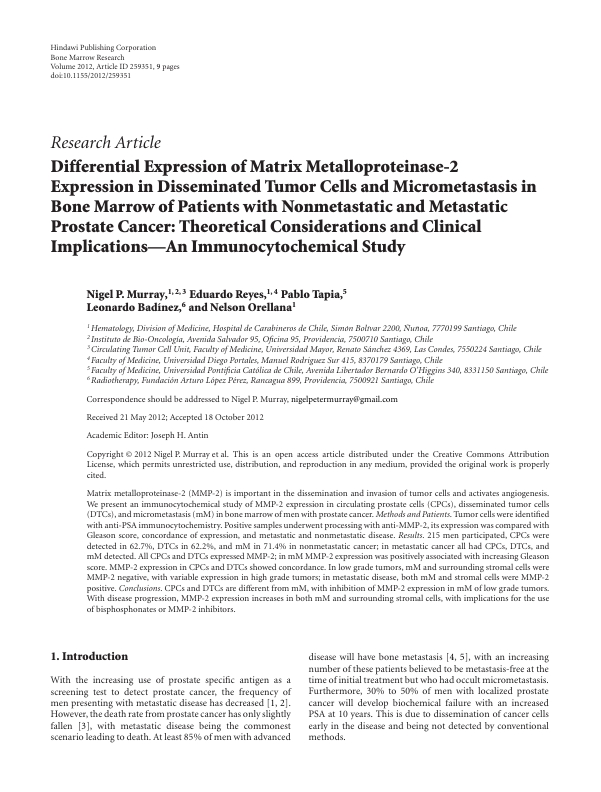 Hindawi Publishing Corporation
Bone Marrow Research
Volume 2012, Article ID 259351, 9 pages
doi:10.1155/2012/259351
Research Article
Differential Expression of Matrix Metalloproteinase-2
Expression in Disseminated Tumor Cells and Micrometastasis in
Bone Marrow of Patients with Nonmetastatic and Metastatic
Prostate Cancer: Theoretical Considerations and Clinical
Implications—An Immunocytochemical Study
Nigel P. Murray,1, 2, 3 Eduardo Reyes,1, 4 Pablo Tapia,5
Leonardo Badínez,6 and Nelson Orellana1
1 Hematology, Division of Medicine, Hospital de Carabineros de Chile, Simón Bolívar 2200, Ñuñoa, 7770199 Santiago, Chile
2 Instituto de Bio-Oncología, Avenida Salvador 95, Oficina 95, Providencia, 7500710 Santiago, Chile
3 Circulating Tumor Cell Unit, Faculty of Medicine, Universidad Mayor, Renato Sánchez 4369, Las Condes, 7550224 Santiago, Chile
4 Faculty of Medicine, Universidad Diego Portales, Manuel Rodríguez Sur 415, 8370179 Santiago, Chile
5 Faculty of Medicine, Universidad Pontificia Católica de Chile, Avenida Libertador Bernardo O'Higgins 340, 8331150 Santiago, Chile
6 Radiotherapy, Fundación Arturo López Pérez, Rancagua 899, Providencia, 7500921 Santiago, Chile
Correspondence should be addressed to Nigel P. Murray, nigelpetermurray@gmail.com
Received 21 May 2012; Accepted 18 October 2012
Academic Editor: Joseph H. Antin
Copyright © 2012 Nigel P. Murray et al. This is an open access article distributed under the Creative Commons Attribution
License, which permits unrestricted use, distribution, and reproduction in any medium, provided the original work is properly
cited.
Matrix metalloproteinase-2 (MMP-2) is important in the dissemination and invasion of tumor cells and activates angiogenesis.
We present an immunocytochemical study of MMP-2 expression in circulating prostate cells (CPCs), disseminated tumor cells
(DTCs), and micrometastasis (mM) in bone marrow of men with prostate cancer. Methods and Patients. Tumor cells were identified
with anti-PSA immunocytochemistry. Positive samples underwent processing with anti-MMP-2, its expression was compared with
Gleason score, concordance of expression, and metastatic and nonmetastatic disease. Results. 215 men participated, CPCs were
detected in 62.7%, DTCs in 62.2%, and mM in 71.4% in nonmetastatic cancer; in metastatic cancer all had CPCs, DTCs, and
mM detected. All CPCs and DTCs expressed MMP-2; in mM MMP-2 expression was positively associated with increasing Gleason
score. MMP-2 expression in CPCs and DTCs showed concordance. In low grade tumors, mM and surrounding stromal cells were
MMP-2 negative, with variable expression in high grade tumors; in metastatic disease, both mM and stromal cells were MMP-2
positive. Conclusions. CPCs and DTCs are different from mM, with inhibition of MMP-2 expression in mM of low grade tumors.
With disease progression, MMP-2 expression increases in both mM and surrounding stromal cells, with implications for the use
of bisphosphonates or MMP-2 inhibitors.
1. Introduction
With the increasing use of prostate specific antigen as a
screening test to detect prostate cancer, the frequency of
men presenting with metastatic disease has decreased [1, 2].
However, the death rate from prostate cancer has only slightly
fallen [3], with metastatic disease being the commonest
scenario leading to death. At least 85% of men with advanced
disease will have bone metastasis [4, 5], with an increasing
number of these patients believed to be metastasis-free at the
time of initial treatment but who had occult micrometastasis.
Furthermore, 30% to 50% of men with localized prostate
cancer will develop biochemical failure with an increased
PSA at 10 years. This is due to dissemination of cancer cells
early in the disease and being not detected by conventional
methods.